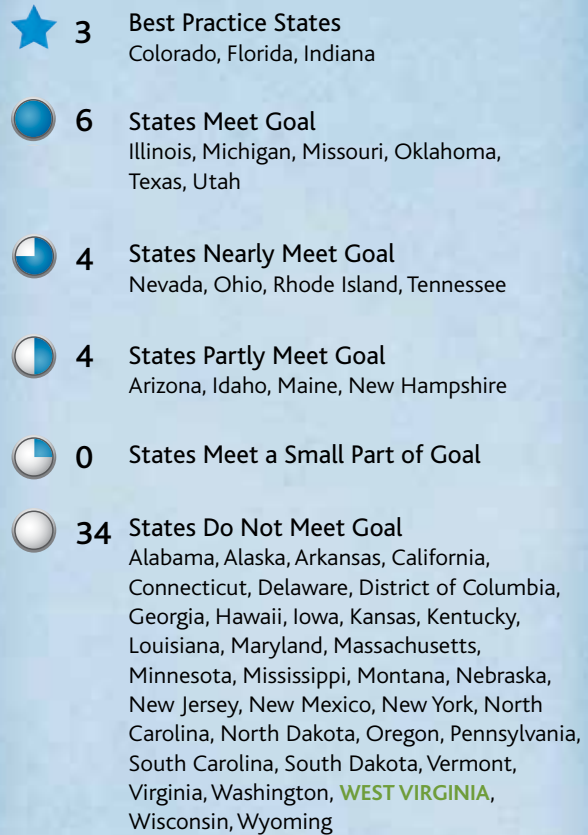 3 Best Practice States
Colorado, Florida, Indiana
6 States Meet Goal
Illinois, Michigan, Missouri, Oklahoma,
Texas, Utah
4 States Nearly Meet Goal
Nevada, Ohio, Rhode Island, Tennessee
4 States Partly Meet Goal
Arizona, Idaho, Maine, New Hampshire
0 States Meet a Small Part of Goal
34 States Do Not Meet Goal
Alabama, Alaska, Arkansas, California,
Connecticut, Delaware, District of Columbia,
Georgia, Hawaii, Iowa, Kansas, Kentucky,
Louisiana, Maryland, Massachusetts,
Minnesota, Mississippi, Montana, Nebraska,
New Jersey, New Mexico, New York, North
Carolina, North Dakota, Oregon, Pennsylvania,
South Carolina, South Dakota, Vermont,
Virginia, Washington, WEST VIRGINIA,
Wisconsin, Wyoming